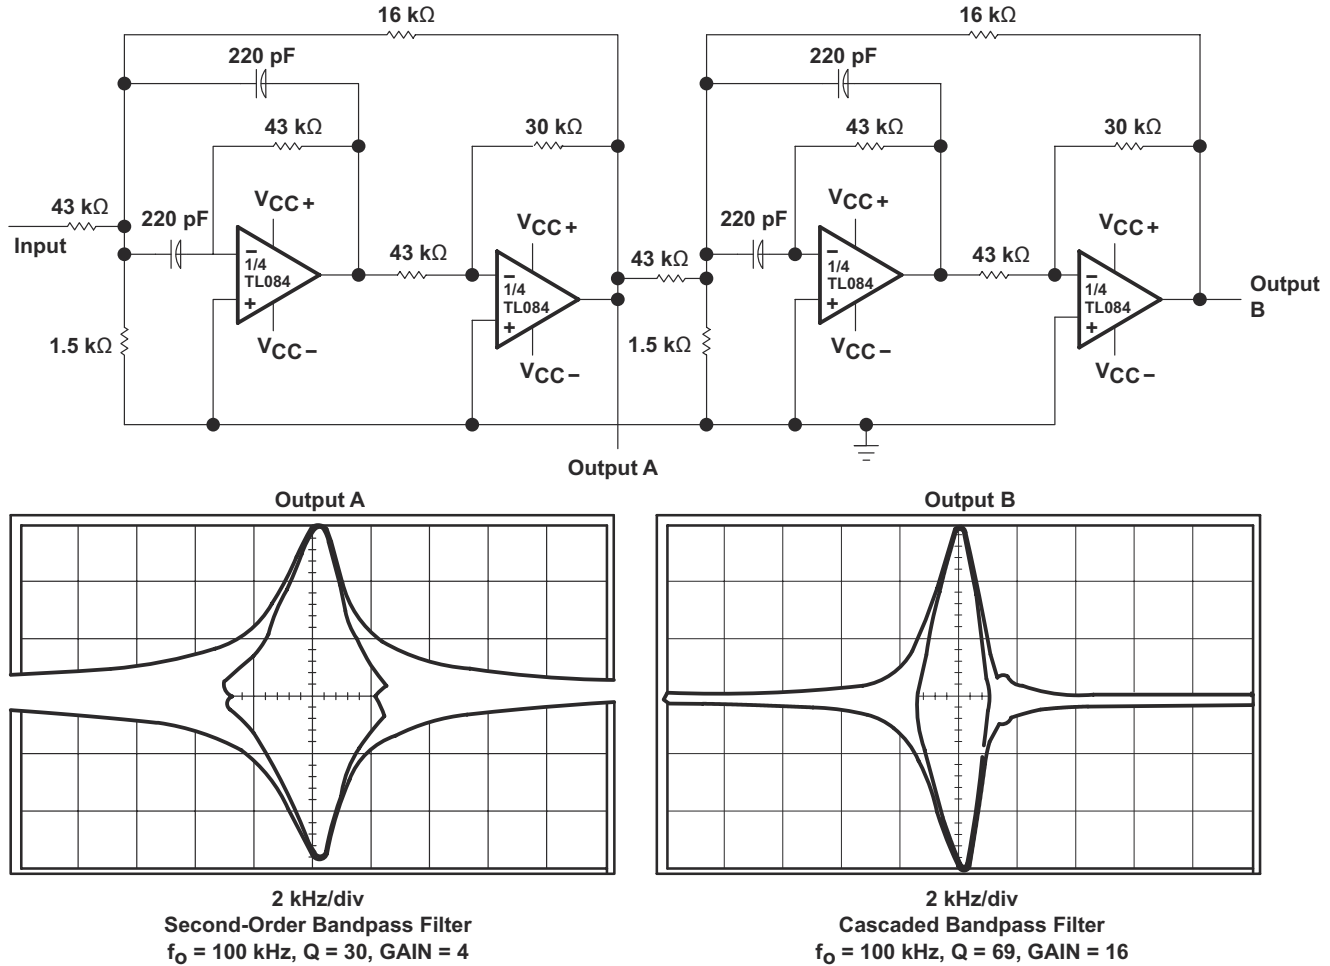 16 kΩ
16 kΩ
220 pF
220 pF
43 kΩ
30 kΩ
43 kΩ
30 kΩ
VCC+
VCC+
VCC+
VCC+
43 kΩ
Input
220 pF
−
1/4
TL084
+
43 kΩ
−
1/4
TL084
+
43 kΩ
220 pF
−
1/4
TL084
+
43 kΩ
−
1/4
TL084
+
Output
B
1.5 kΩ
VCC−
VCC−
1.5 kΩ
VCC−
VCC−
Output A
Output A
Output B
2 kHz/div
Second-Order Bandpass Filter
fo = 100 kHz, Q = 30, GAIN = 4
2 kHz/div
Cascaded Bandpass Filter
fo = 100 kHz, Q = 69, GAIN = 16